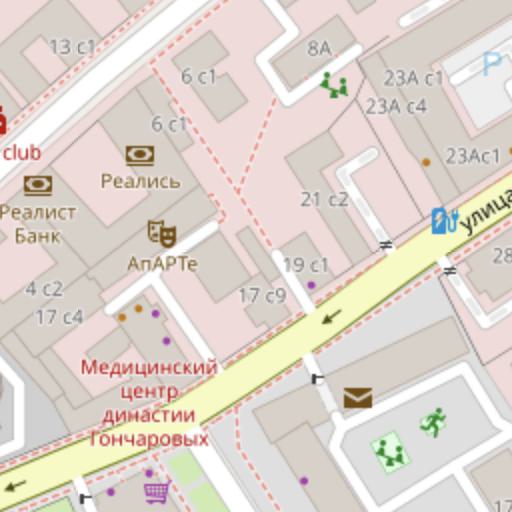 13 с1
8А
P
6 с1
23А с1
23А с4
6 с1
club
23Ас1
Реались
Реалист
Банк
21 с2
улица
АпАРТе
19 с1
28
4 с2
17 с9
17 с4
Медицинский
центр
династии
Гончаровых
17